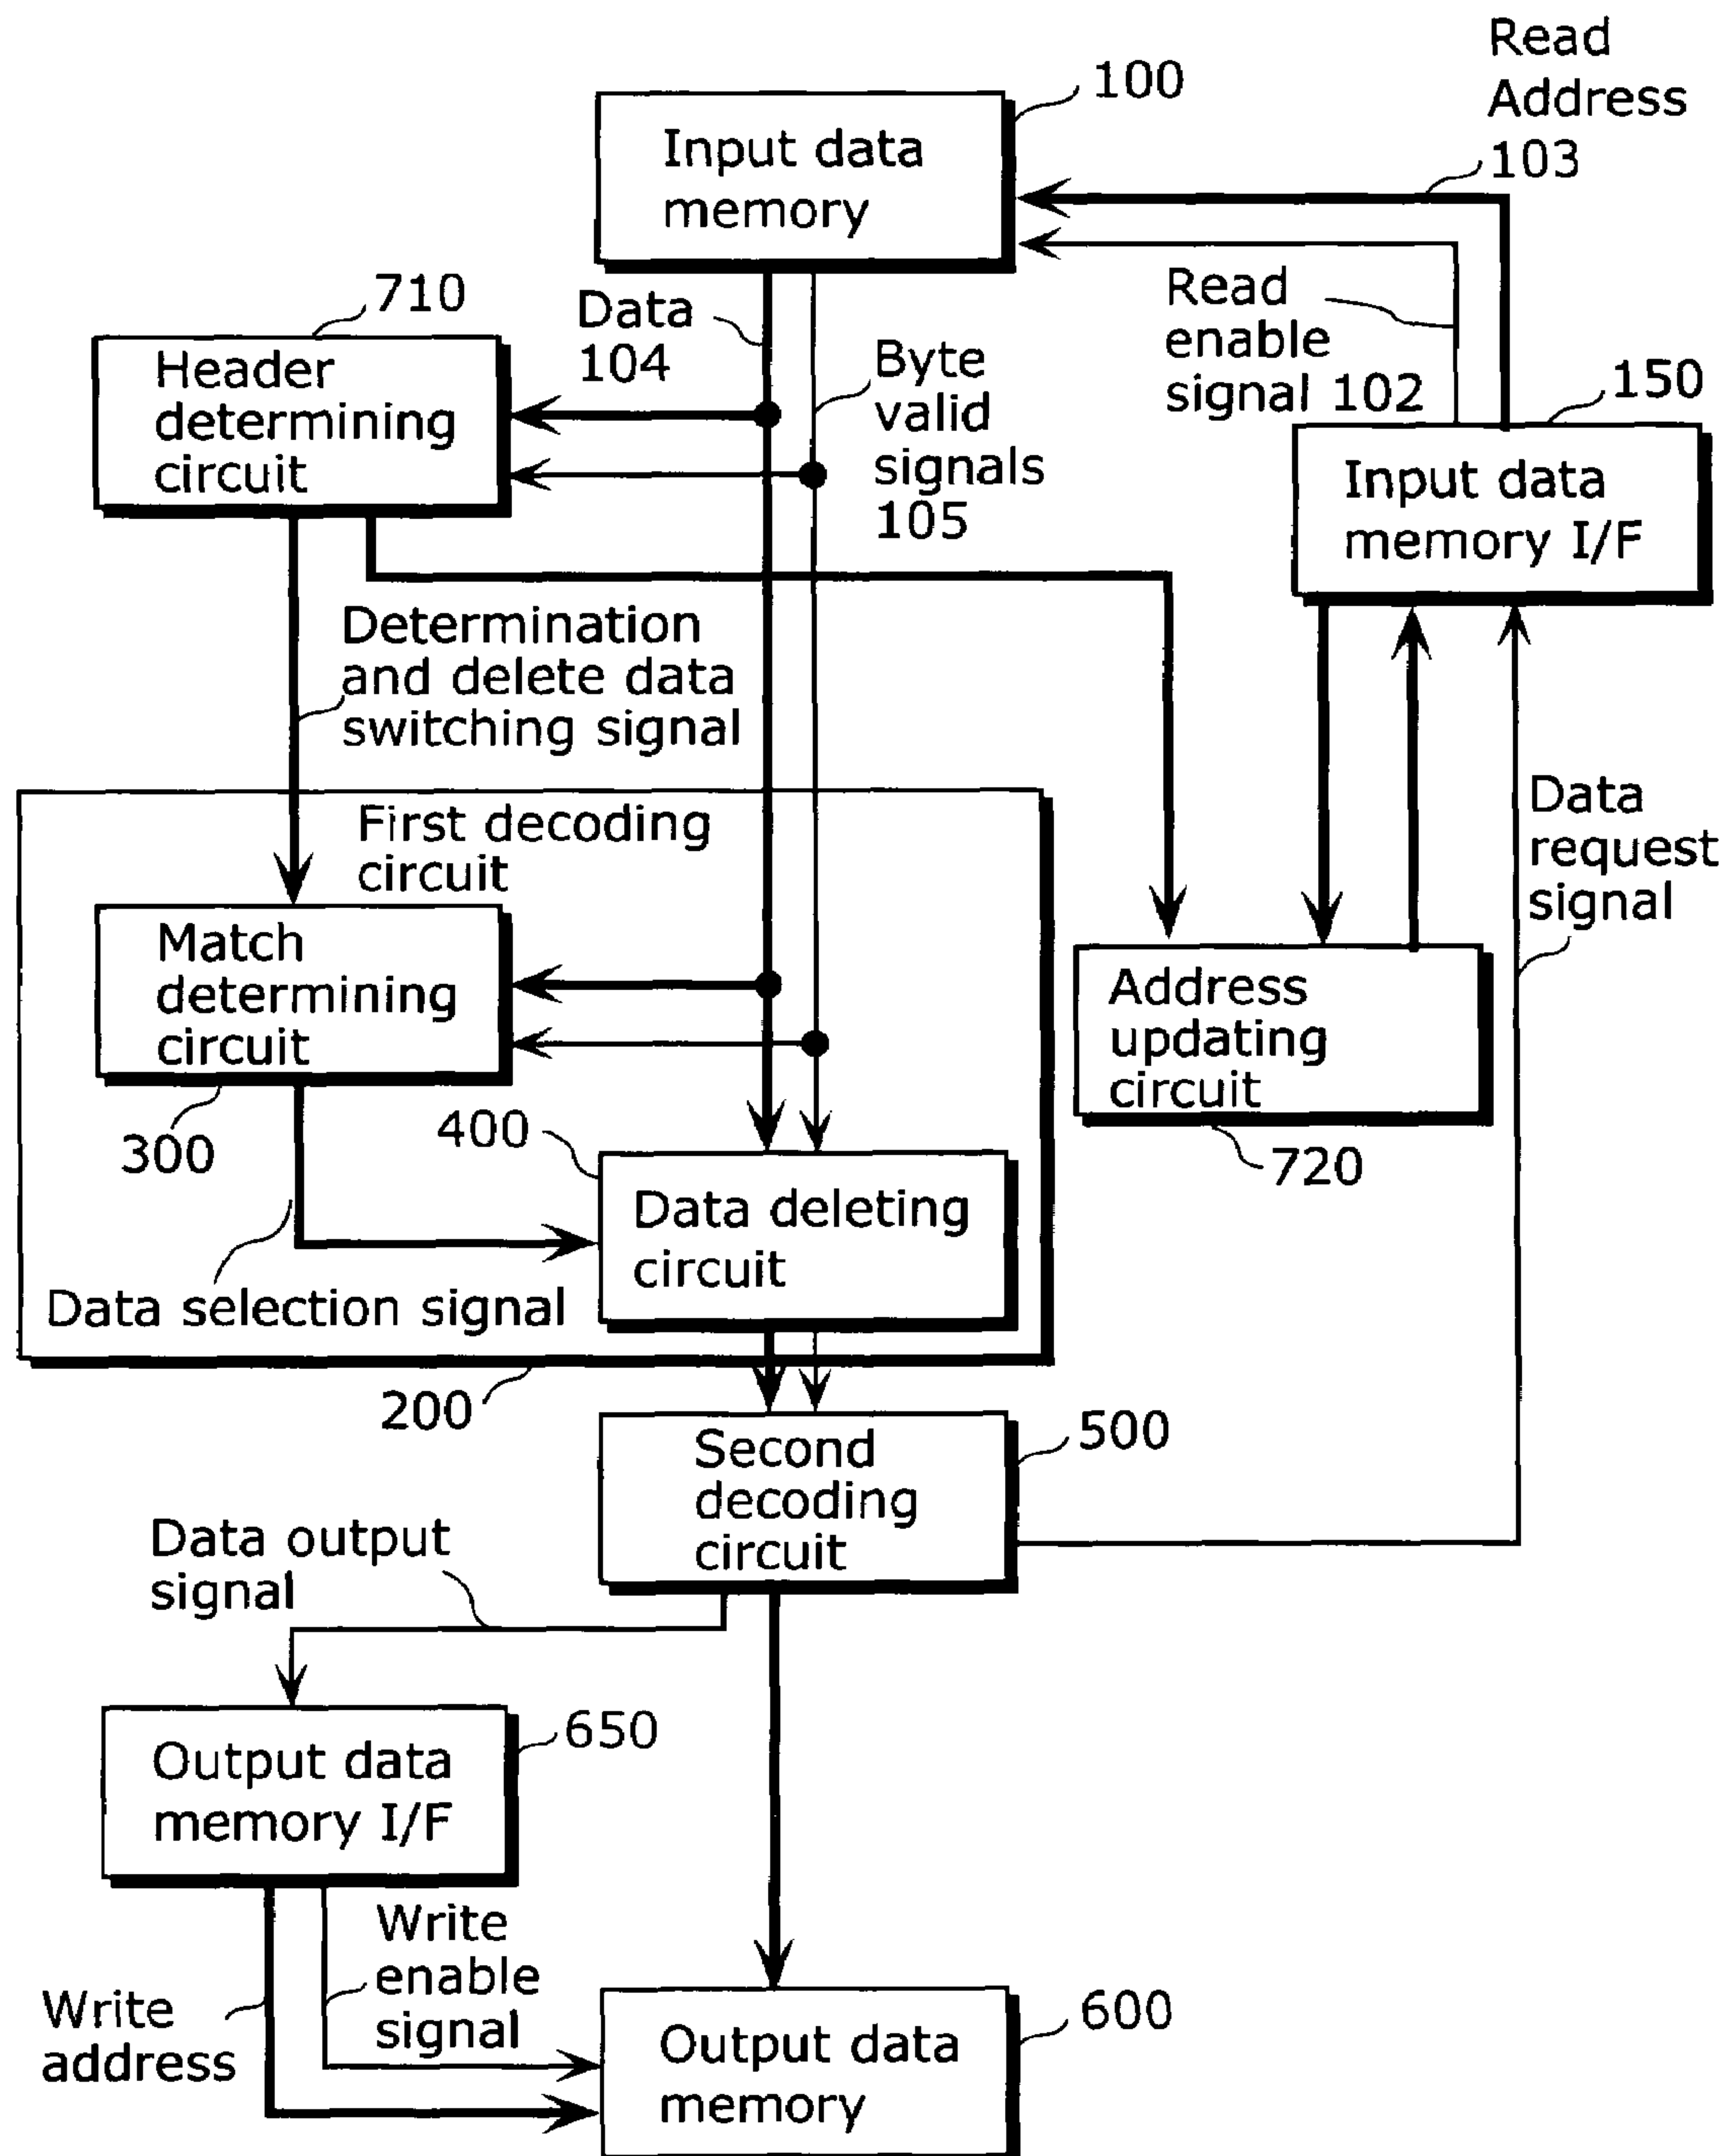 Read
Address
103
100
Input data
memory
710
Data
104
Read
enable
signal 102
Byte
valid
signals
105
Header
determining
circuit
150
Input data
memory I/F
Determination
and delete data
switching signal
First decoding
circuit
Data
request
signal
Match
determining
circuit
Address
updating
circuit
300
400
720
Data deleting
circuit
Data selection signal
200
500
Second
decoding
circuit
Data output
signal
650
Output data
memory I/F
Write
enable
signal
Write
address
600
Output data
memory